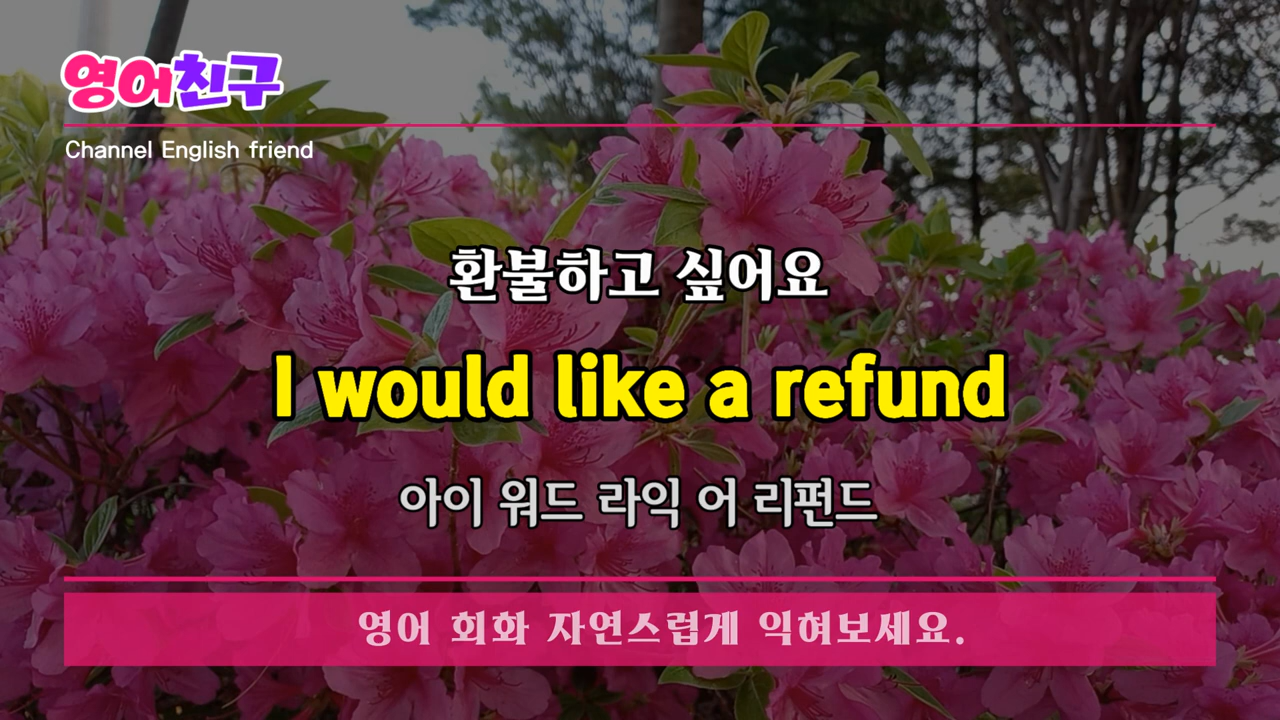 영어친구
Channel English friend
환불하고 싶어요
I would like a refund
아이 워드 라익 어 리펀드
영어 회화 자연스럽게 익혀보세요.